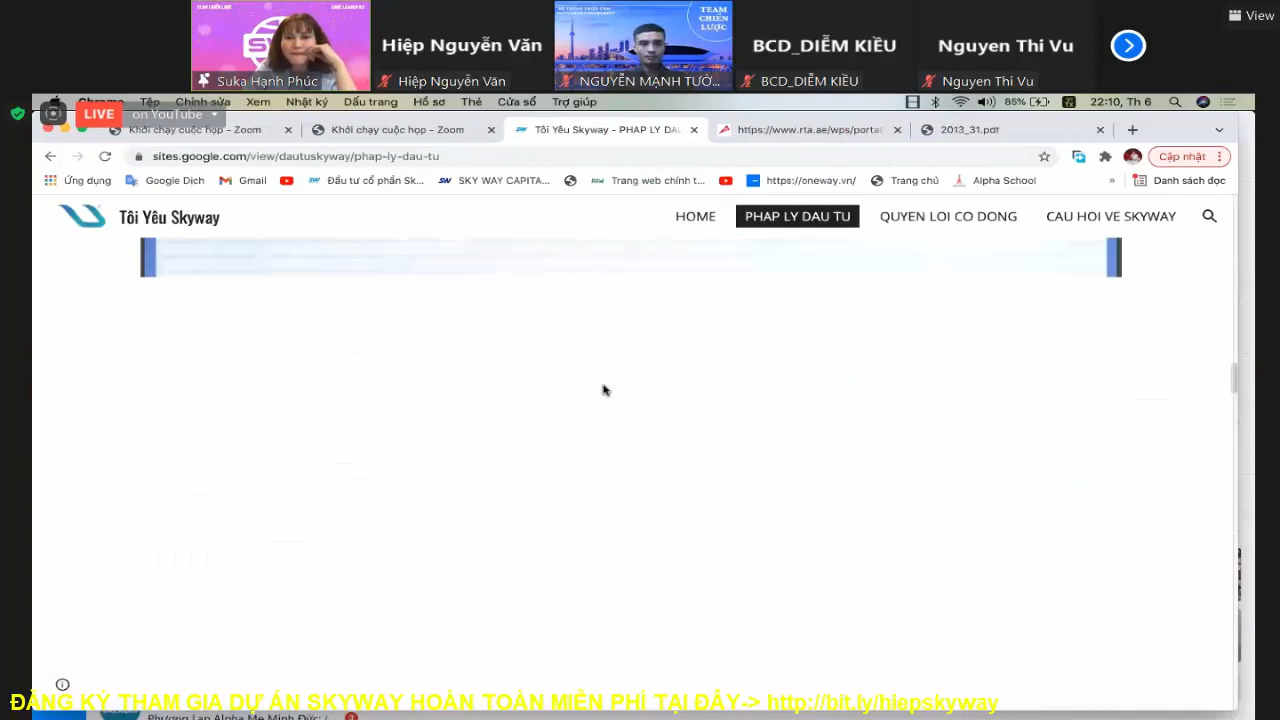 View
Hiệp Nguyễn Văn
BCD_DIỄM KIỀU
Nguyen Thi Vu
TEAM CHIẾN LƯỢC
Suka Hạnh Phúc
Hiệp Nguyễn Văn
NGUYỄN MẠNH TƯỜ...
BCD_DIỄM KIỀU
Nguyen Thi Vu
Chrome Tệp Chỉnh sửa Xem Nhật ký Dấu trang Hồ sơ Thẻ Cửa sổ Trợ giúp 85% 22:10, Th 6
LIVE on YouTube
Khởi chạy cuộc họp - Zoom
Khởi chạy cuộc họp - Zoom
Tôi Yêu Skyway - PHAP LY DAU
https://www.rta.ae/wps/portal
2013_31.pdf
sites.google.com/view/dautuskyway/phap-ly-dau-tu
Cập nhật
Ứng dụng Google Dịch Gmail Đầu tư cổ phần Sk... SKY WAY CAPITA... Trang web chính t... https://oneway.vn/ Trang chủ Alpha School » Danh sách đọc
Tôi Yêu Skyway
HOME PHAP LY DAU TU QUYEN LOI CO DONG CAU HOI VE SKYWAY
ĐĂNG KÝ THAM GIA DỰ ÁN SKYWAY HOÀN TOÀN MIỄN PHÍ TẠI ĐÂY-> http://bit.ly/hiepskyway
Phương Lan Alpha Mẹ Minh Đức: